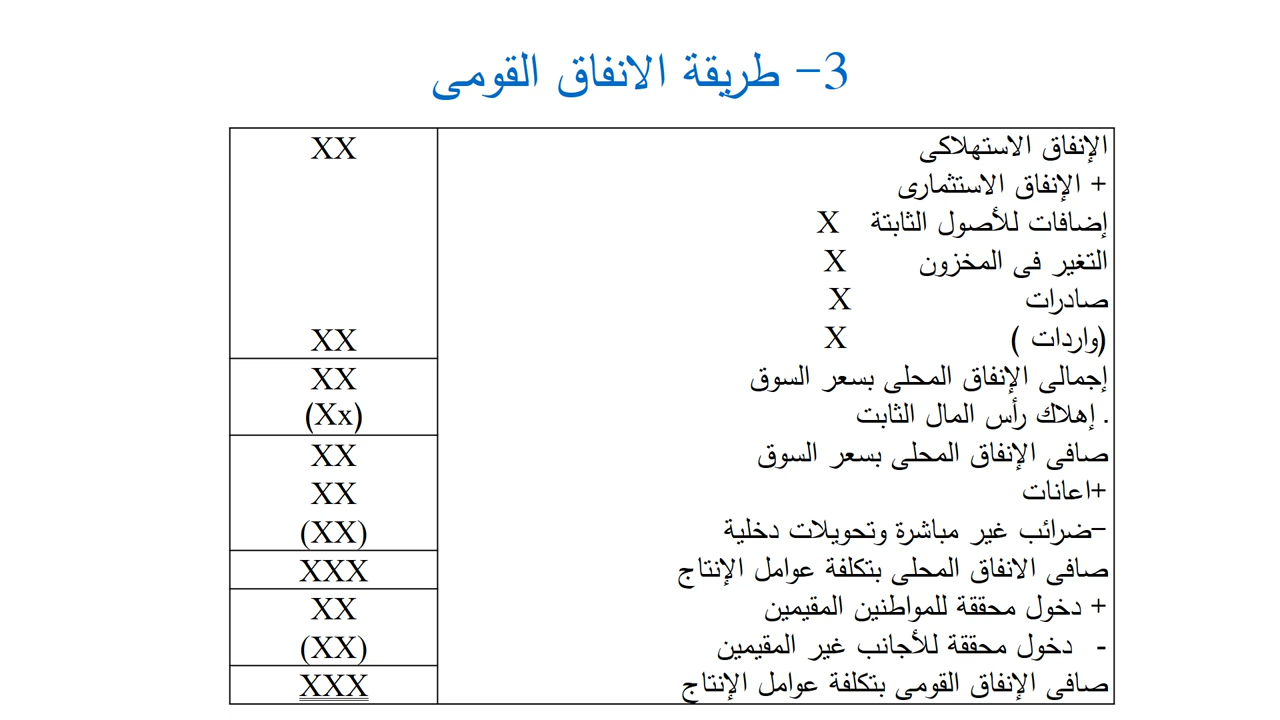 3- طريقة الانفاق القومى
الإنفاق الاستهلاكى XX
+ الإنفاق الاستثمارى
إضافات للأصول الثابتة X
التغير فى المخزون X
صادرات X
(واردات ) X XX
إجمالى الإنفاق المحلى بسعر السوق XX
. إهلاك رأس المال الثابت (Xx)
صافى الإنفاق المحلى بسعر السوق XX
+اعانات XX
–ضرائب غير مباشرة وتحويلات دخلية (XX)
صافى الانفاق المحلى بتكلفة عوامل الإنتاج XXX
+ دخول محققة للمواطنين المقيمين XX
- دخول محققة للأجانب غير المقيمين (XX)
صافى الإنفاق القومى بتكلفة عوامل الإنتاج XXX